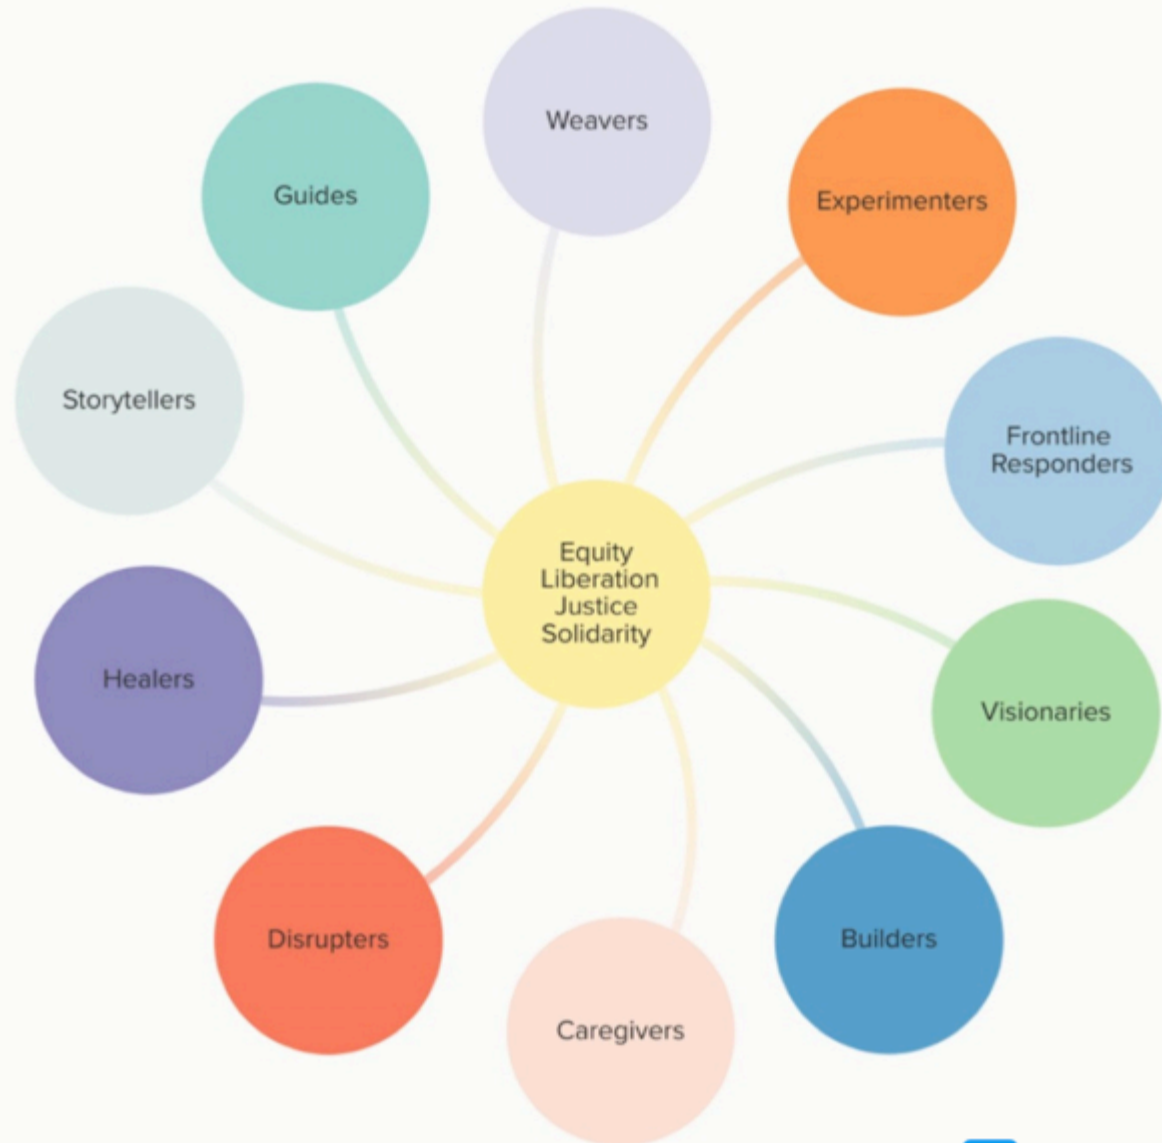 Weavers
Guides
Experimenters
Storytellers
Frontline
Responders
Equity
Liberation
Justice
Solidarity
Healers
Visionaries
Disrupters
Builders
Caregivers